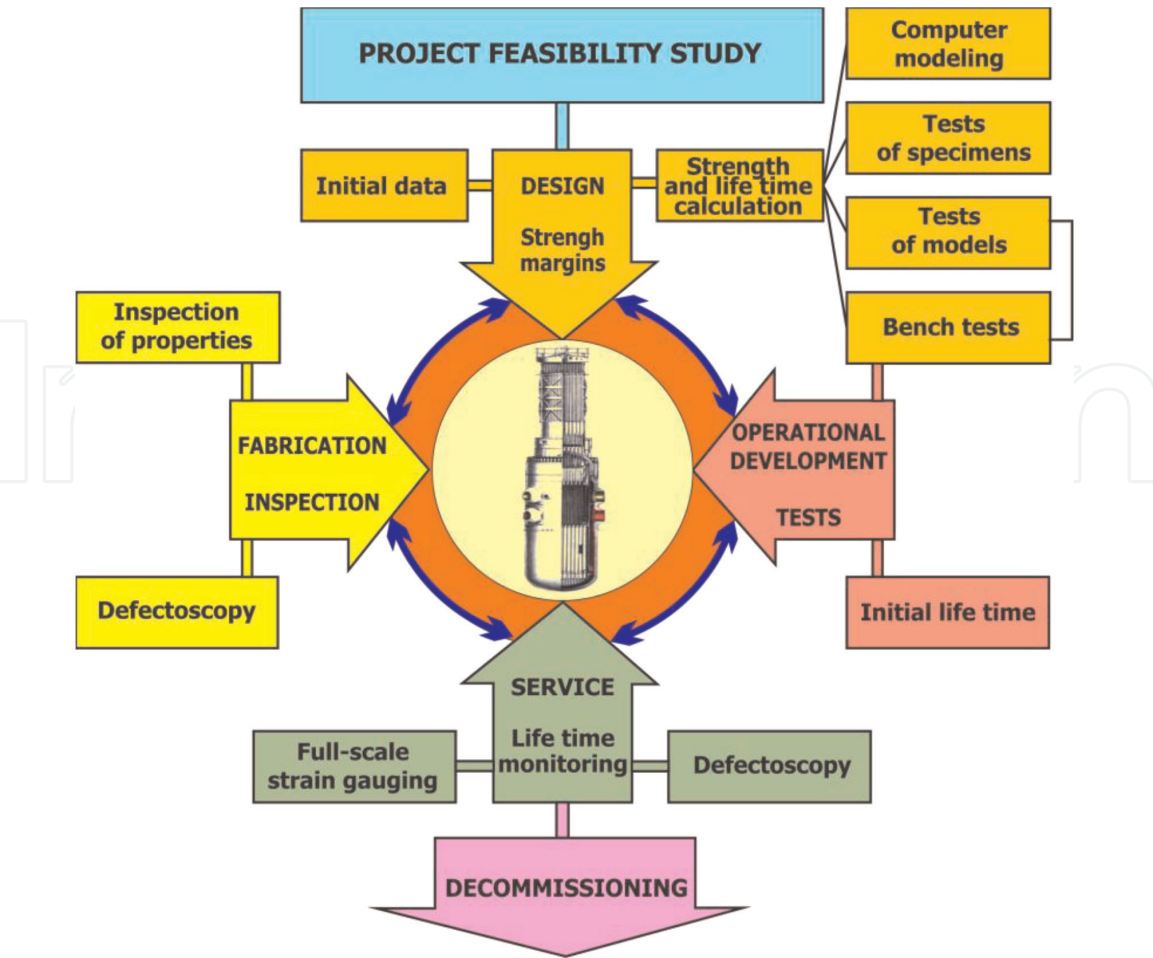 PROJECT FEASIBILITY STUDY
Computer
modeling
Tests
of specimens
Initial data
DESIGN
Strengh
margins
Strength
and life time
calculation
Tests
of models
Bench tests
Inspection
of properties
FABRICATION
INSPECTION
OPERATIONAL
DEVELOPMENT
TESTS
Defectoscopy
Initial life time
SERVICE
Life time
monitoring
Full-scale
strain gauging
Defectoscopy
DECOMMISSIONING